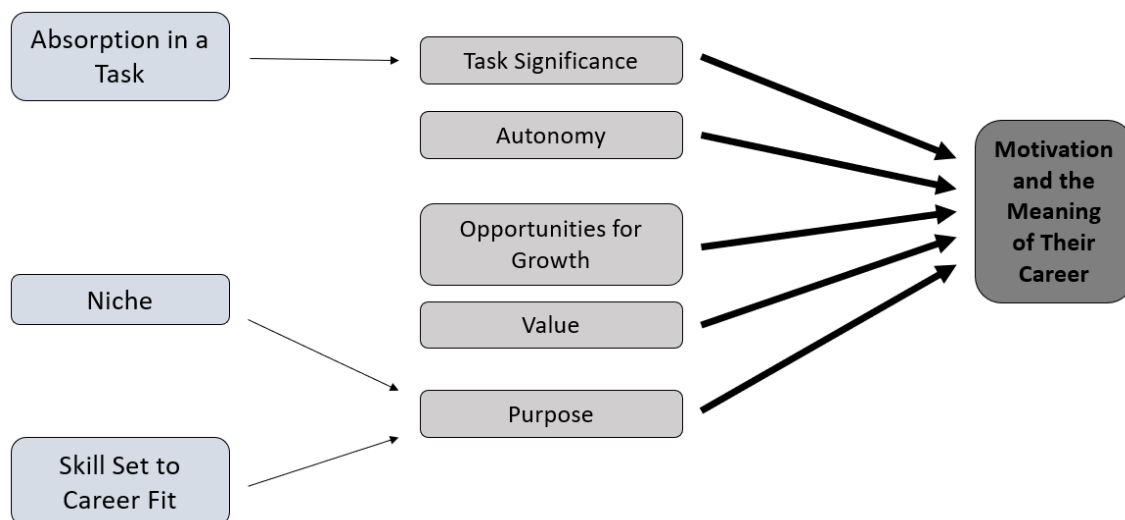 Absorption in a
Task
Niche
Skill Set to
Career Fit
Task Significance
Autonomy
Opportunities for
Growth
Value
Purpose
Motivation
and the
Meaning
of Their
Career